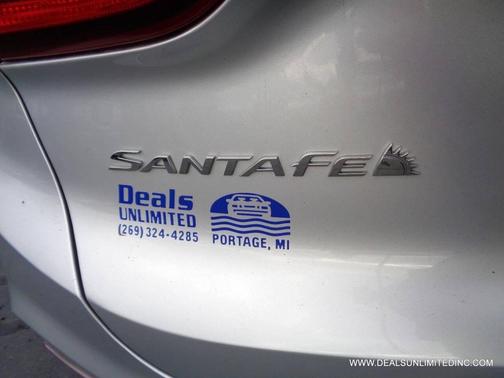 SANTA FE
Deals
UNLIMITED
(269) 324-4285
PORTAGE, MI
WWW.DEALSUNLIMITEDINC.COM